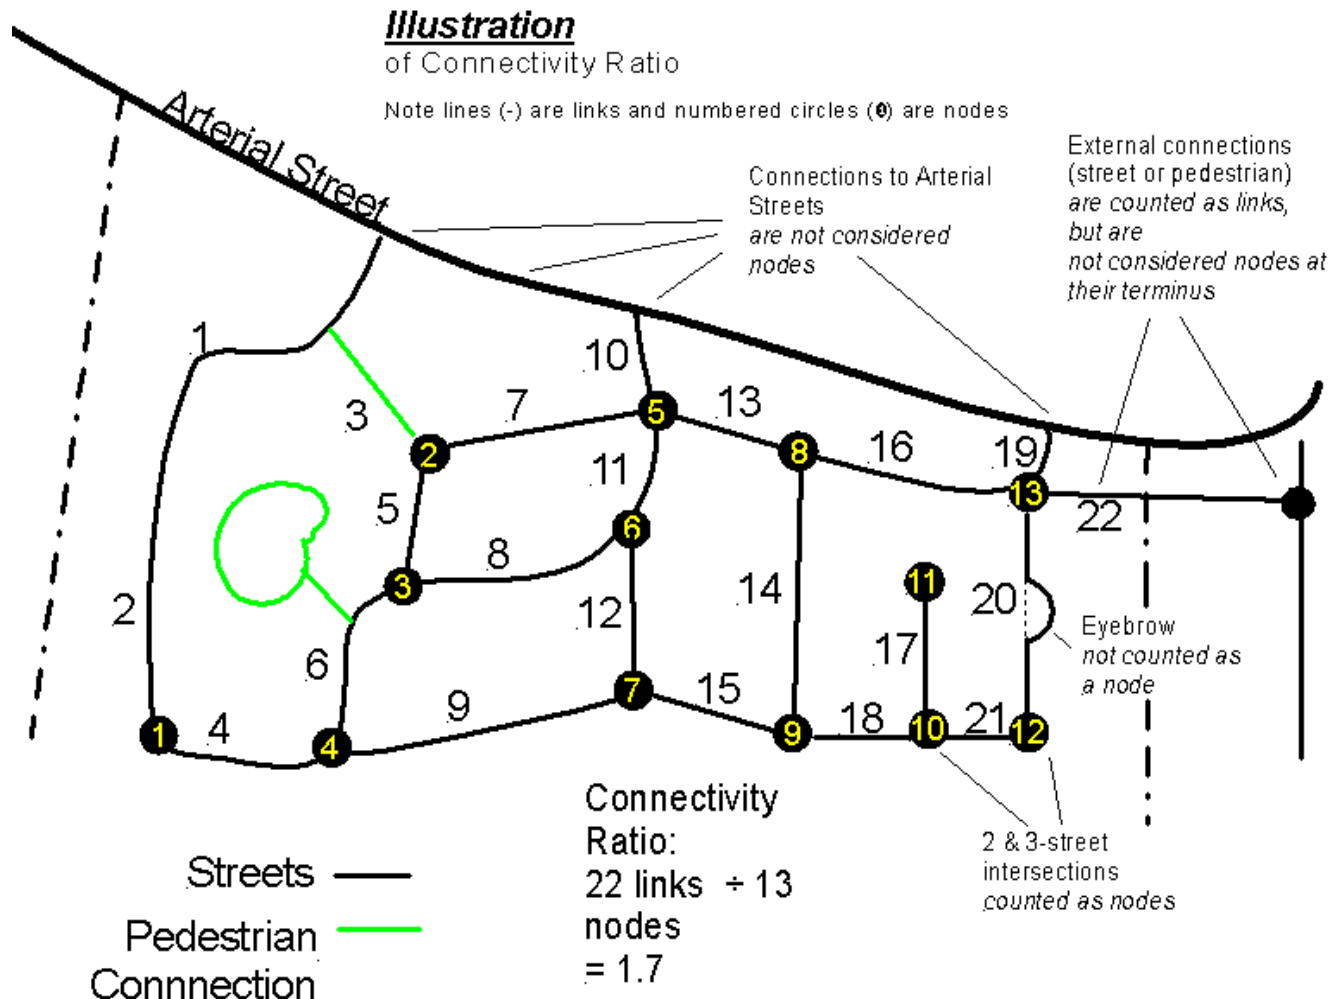 Illustration
of Connectivity Ratio
Note lines (-) are links and numbered circles (0) are nodes
Arterial Street
Connections to Arterial
Streets
are not considered
nodes
External connections
(street or pedestrian)
are counted as links,
but are
not considered nodes at
their terminus
1
10
3
7
5
13
2
8
16
19
13
22
5
11
6
8
3
14
11
20
2
12
17
Eyebrow
not counted as
a node
6
7
15
9
1
4
4
9
18
10
21
12
Connectivity
Ratio:
22 links ÷ 13
nodes
= 1.7
2 & 3-street
intersections
counted as nodes
Streets
Pedestrian
Connnection